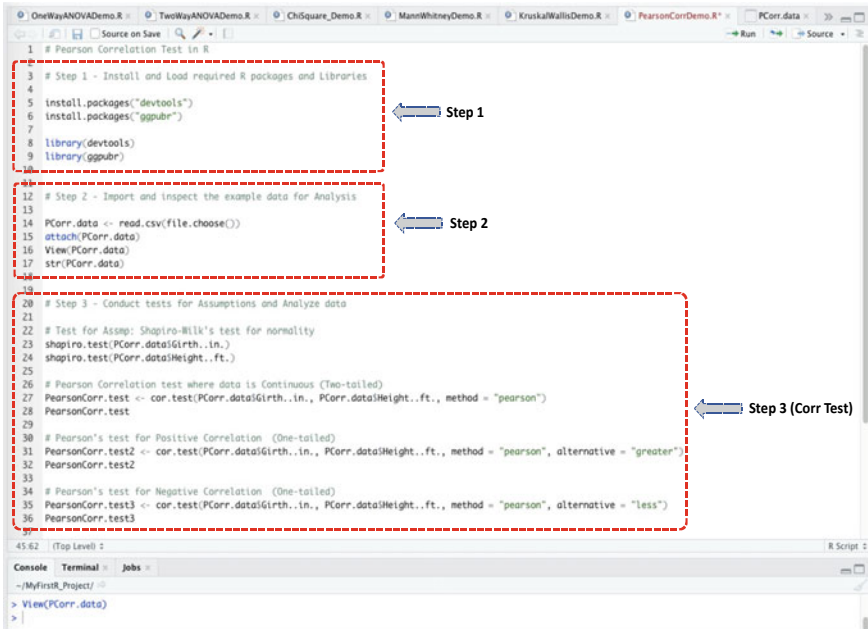 OneWayANOVADemo.R × TwoWayANOVADemo.R × ChiSquare_Demo.R × MannWhitneyDemo.R × KruskalWallisDemo.R × PearsonCorrDemo.R* × PCorr.data ×
Source on Save Run Source
1 # Pearson Correlation Test in R
2
3 # Step 1 - Install and Load required R packages and Libraries
4
5 install.packages("devtools")
6 install.packages("ggpubr")
Step 1
7
8 library(devtools)
9 library(ggpubr)
10
11
12 # Step 2 - Import and inspect the example data for Analysis
13
14 PCorr.data <- read.csv(file.choose())
Step 2
15 attach(PCorr.data)
16 View(PCorr.data)
17 str(PCorr.data)
18
19
20 # Step 3 - Conduct tests for Assumptions and Analyze data
21
22 # Test for Assmp: Shapiro-Wilk's test for normality
23 shapiro.test(PCorr.data$Girth..in.)
24 shapiro.test(PCorr.data$Height..ft.)
25
26 # Pearson Correlation test where data is Continuous (Two-tailed)
27 PearsonCorr.test <- cor.test(PCorr.data$Girth..in., PCorr.data$Height..ft., method = "pearson")
28 PearsonCorr.test
Step 3 (Corr Test)
29
30 # Pearson's test for Positive Correlation (One-tailed)
31 PearsonCorr.test2 <- cor.test(PCorr.data$Girth..in., PCorr.data$Height..ft., method = "pearson", alternative = "greater")
32 PearsonCorr.test2
33
34 # Pearson's test for Negative Correlation (One-tailed)
35 PearsonCorr.test3 <- cor.test(PCorr.data$Girth..in., PCorr.data$Height..ft., method = "pearson", alternative = "less")
36 PearsonCorr.test3
37
45:62 (Top Level) R Script
Console Terminal × Jobs ×
~/MyFirstR_Project/
> View(PCorr.data)
>